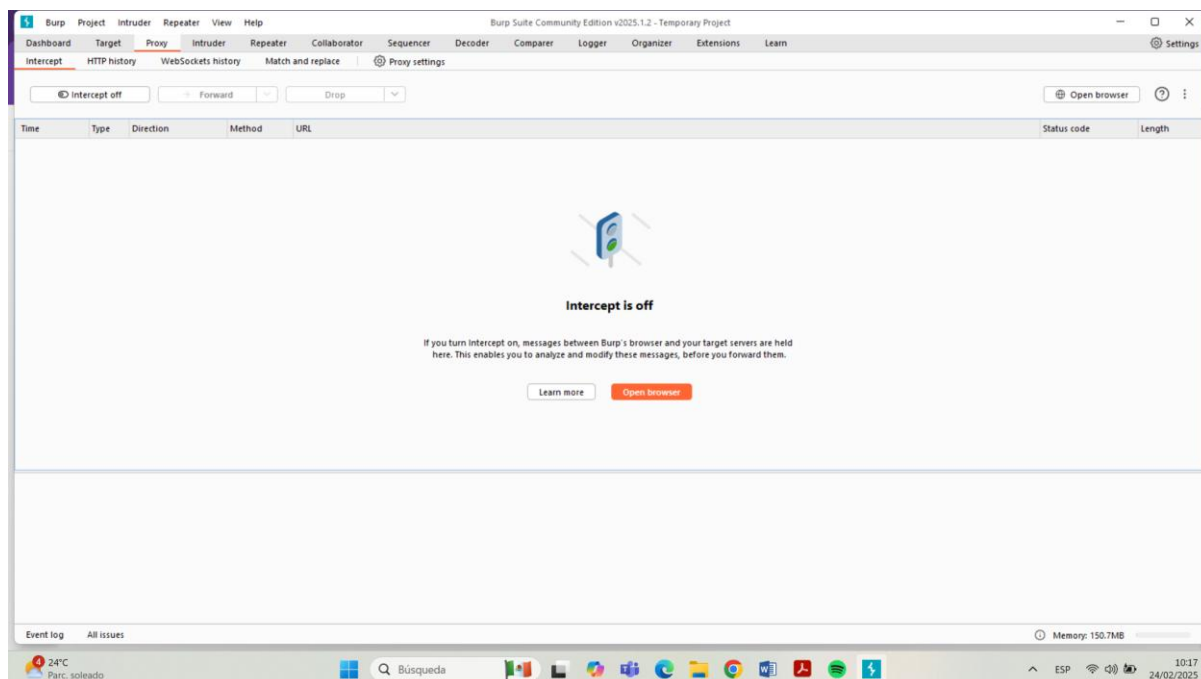 Burp Project Intruder Repeater View Help Burp Suite Community Edition v2025.1.2 - Temporary Project
Dashboard Target Proxy Intruder Repeater Collaborator Sequencer Decoder Comparer Logger Organizer Extensions Learn Settings
Intercept HTTP history WebSockets history Match and replace Proxy settings
Intercept off Forward Drop Open browser
Time Type Direction Method URL Status code Length
Intercept is off
If you turn Intercept on, messages between Burp's browser and your target servers are held
here. This enables you to analyze and modify these messages, before you forward them.
Learn more Open browser
Event log All issues Memory: 150.7MB
4 24°C
Parc. soleado
Búsqueda
ESP
10:17
24/02/2025